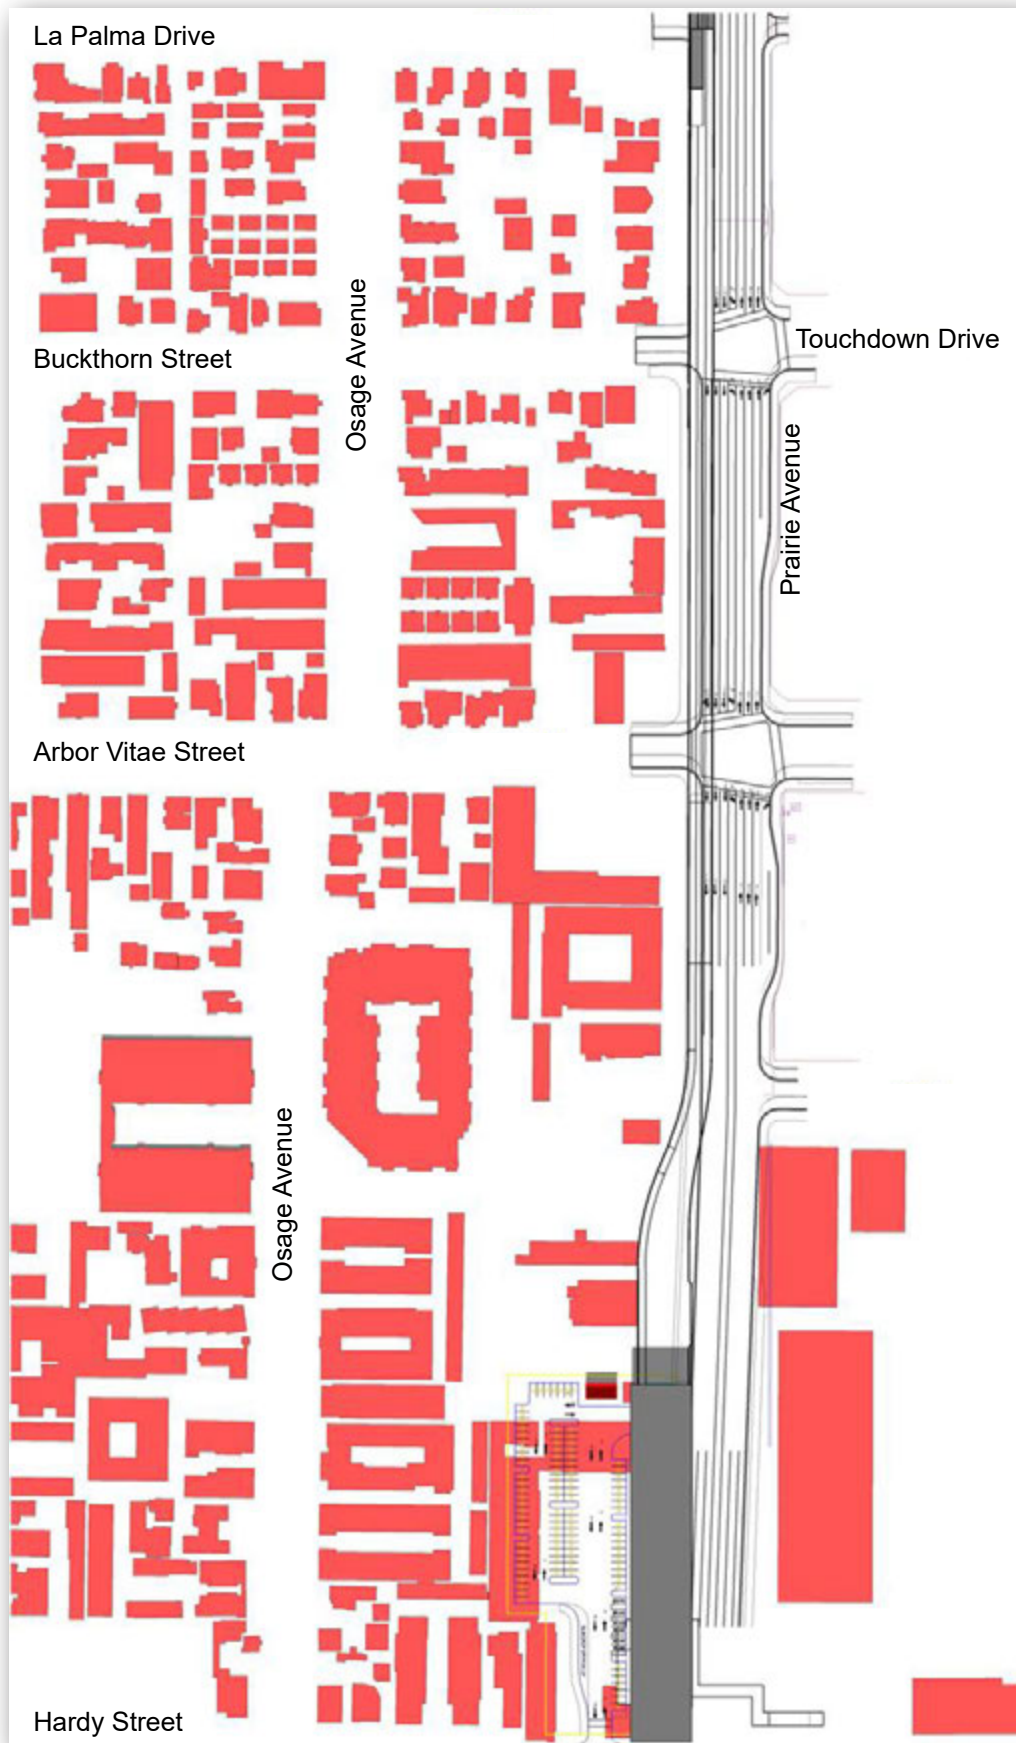 La Palma Drive
Osage Avenue
Touchdown Drive
Buckthorn Street
Prairie Avenue
Arbor Vitae Street
Osage Avenue
Hardy Street